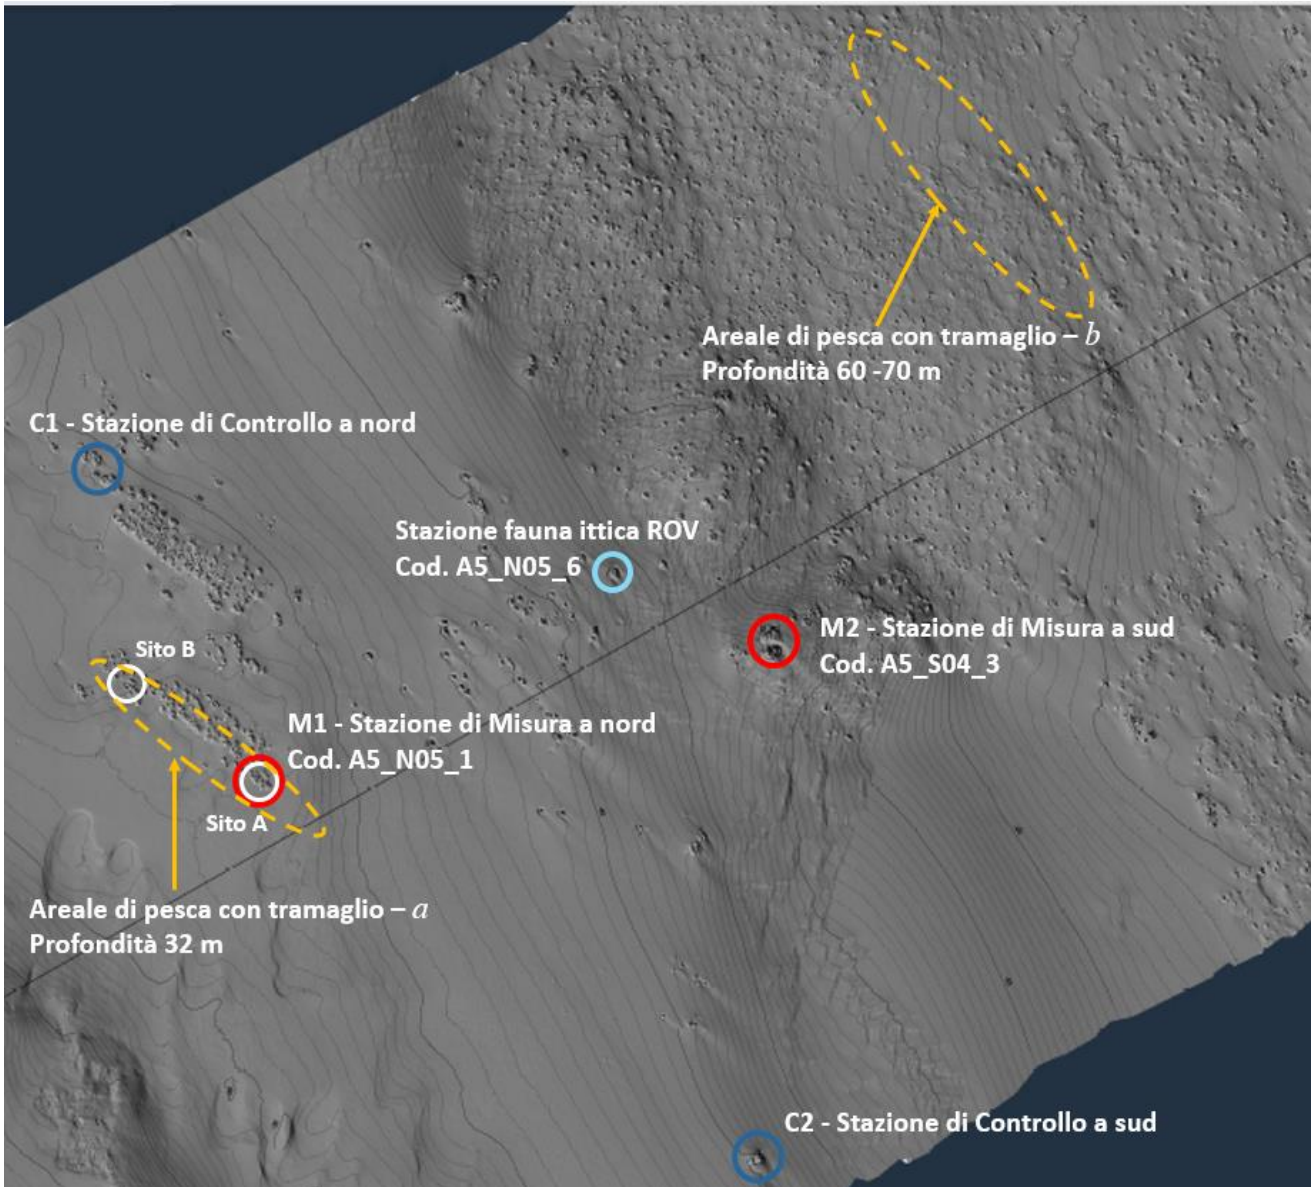 Areale di pesca con tramaglio – b
Profondità 60 -70 m
C1 - Stazione di Controllo a nord
Stazione fauna ittica ROV
Cod. A5_N05_6
M2 - Stazione di Misura a sud
Cod. A5_S04_3
Sito B
M1 - Stazione di Misura a nord
Cod. A5_N05_1
Sito A
Areale di pesca con tramaglio – a
Profondità 32 m
C2 - Stazione di Controllo a sud